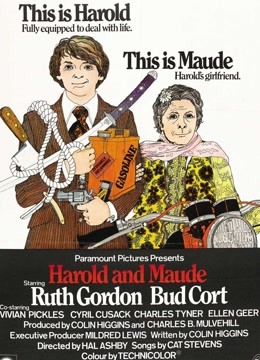 This is Harold
Fully equipped to deal with life.
This is Maude
Harold's girlfriend.
GASOLINE
Paramount Pictures Presents
Harold and Maude
Starring
Ruth Gordon Bud Cort
Co-starring
VIVIAN PICKLES CYRIL CUSACK CHARLES TYNER ELLEN GEER
Produced by COLIN HIGGINS and CHARLES B. MULVEHILL
Executive Producer MILDRED LEWIS Written by COLIN HIGGINS
Directed by HAL ASHBY Songs by CAT STEVENS
Colour by TECHNICOLOR